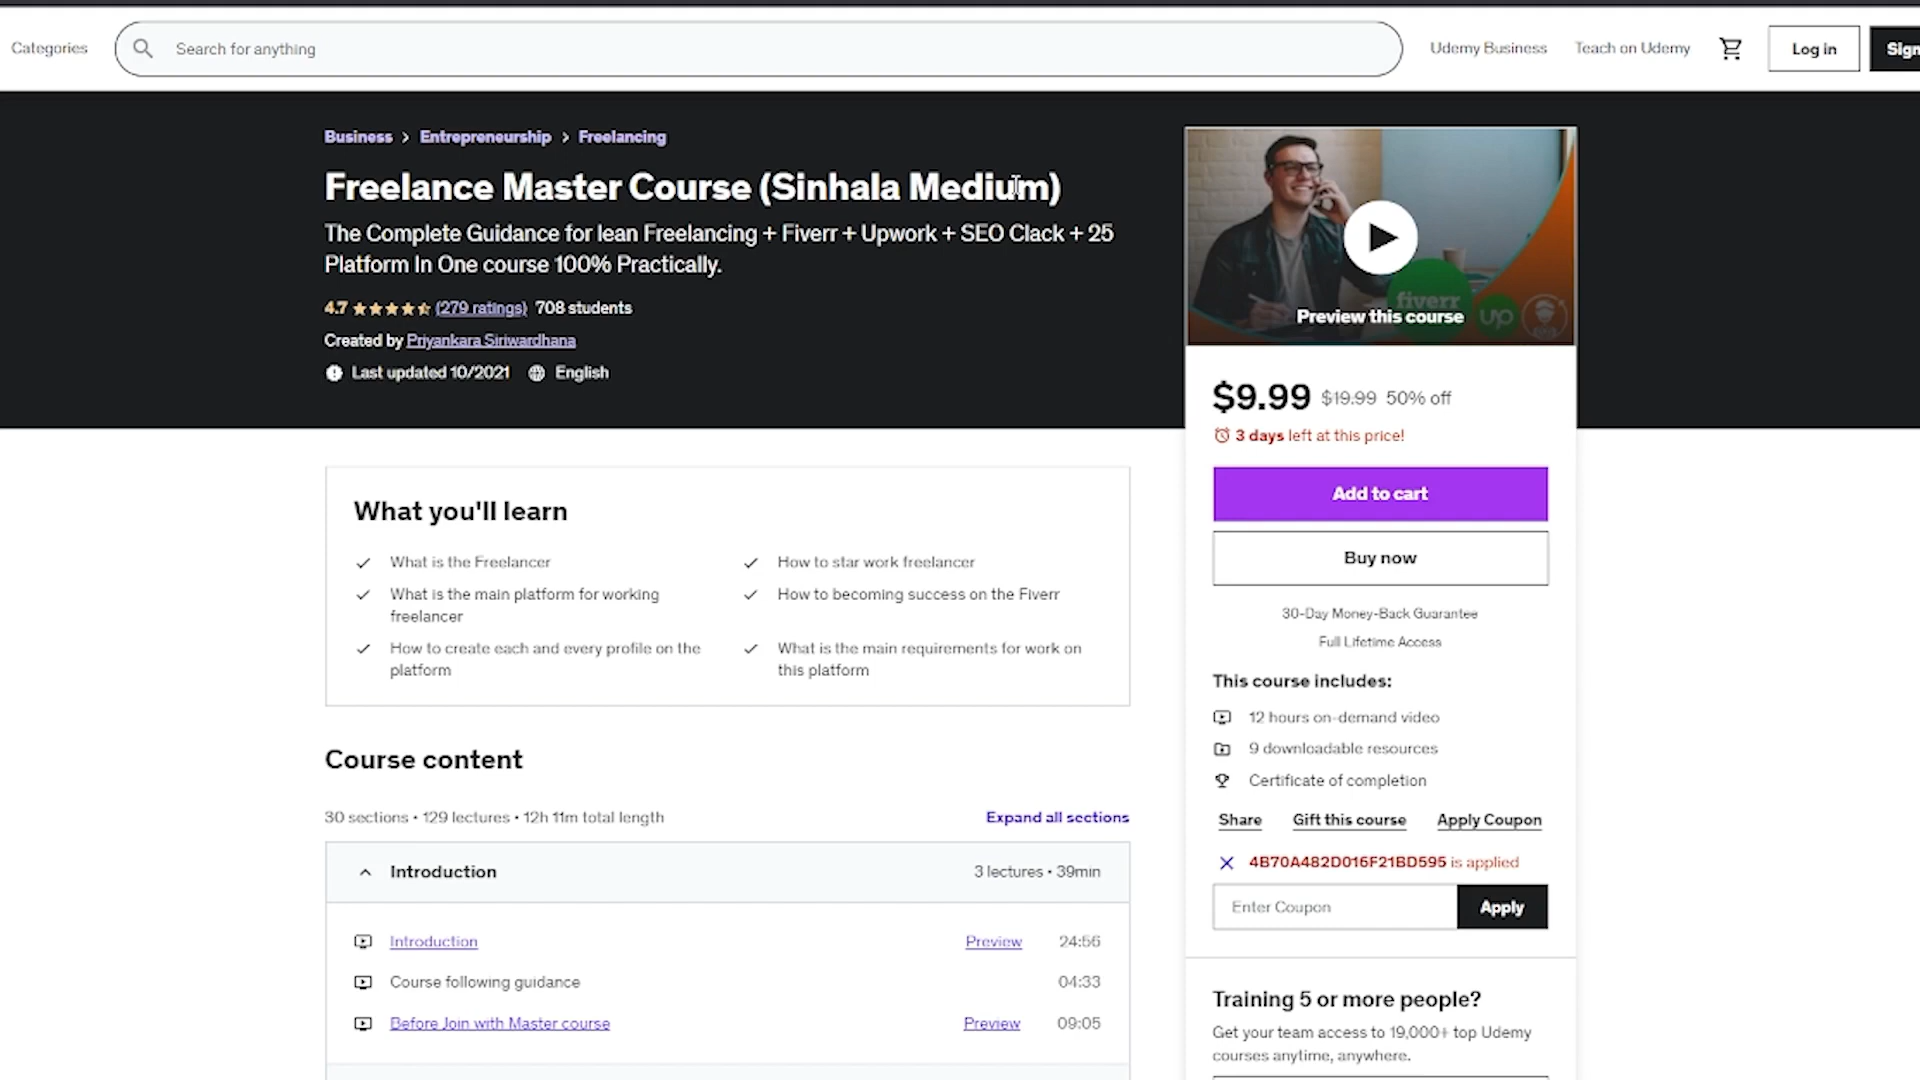 Categories
Search for anything
Udemy Business
Teach on Udemy
Log in
Sign
Business > Entrepreneurship > Freelancing
Freelance Master Course (Sinhala Medium)
The Complete Guidance for lean Freelancing + Fiverr + Upwork + SEO Clack + 25
Platform In One course 100% Practically.
4.7 (279 ratings) 708 students
Created by Priyankara Siriwardhana
Last updated 10/2021 English
What you'll learn
What is the Freelancer
What is the main platform for working
freelancer
How to create each and every profile on the
platform
How to star work freelancer
How to becoming success on the Fiverr
What is the main requirements for work on
this platform
Course content
30 sections • 129 lectures • 12h 11m total length
Expand all sections
Introduction
3 lectures • 39min
Introduction
Preview
24:56
Course following guidance
04:33
Before Join with Master course
Preview
09:05
fiverr
up
Preview this course
$9.99 $19.99 50% off
3 days left at this price!
Add to cart
Buy now
30-Day Money-Back Guarantee
Full Lifetime Access
This course includes:
12 hours on-demand video
9 downloadable resources
Certificate of completion
Share
Gift this course
Apply Coupon
4B70A482D016F21BD595 is applied
Enter Coupon
Apply
Training 5 or more people?
Get your team access to 19,000+ top Udemy
courses anytime, anywhere.